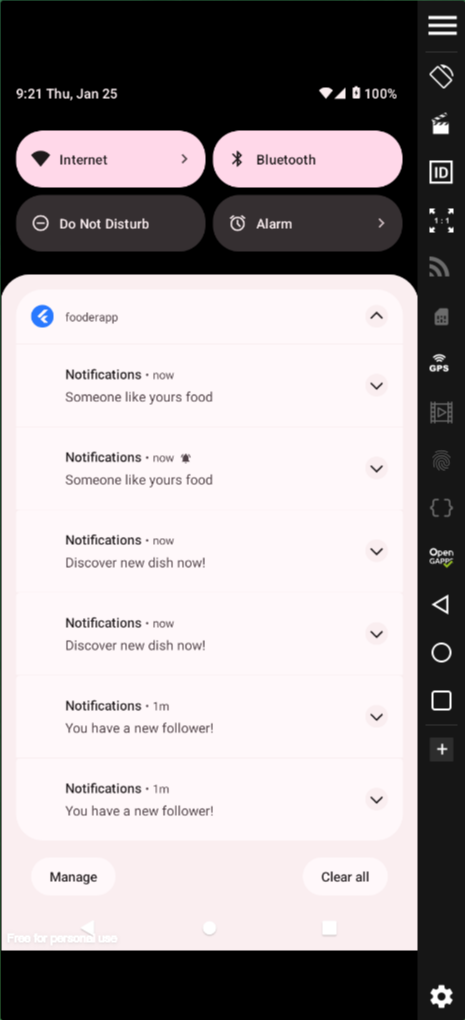 9:21 Thu, Jan 25
100%
Internet
Bluetooth
Do Not Disturb
Alarm
fooderapp
Notifications • now
Someone like yours food
Notifications • now
Someone like yours food
Notifications • now
Discover new dish now!
Notifications • now
Discover new dish now!
Notifications • 1m
You have a new follower!
Notifications • 1m
You have a new follower!
Manage
Clear all
Free for personal use
ID
1:1
GPS
Open
GAPPS